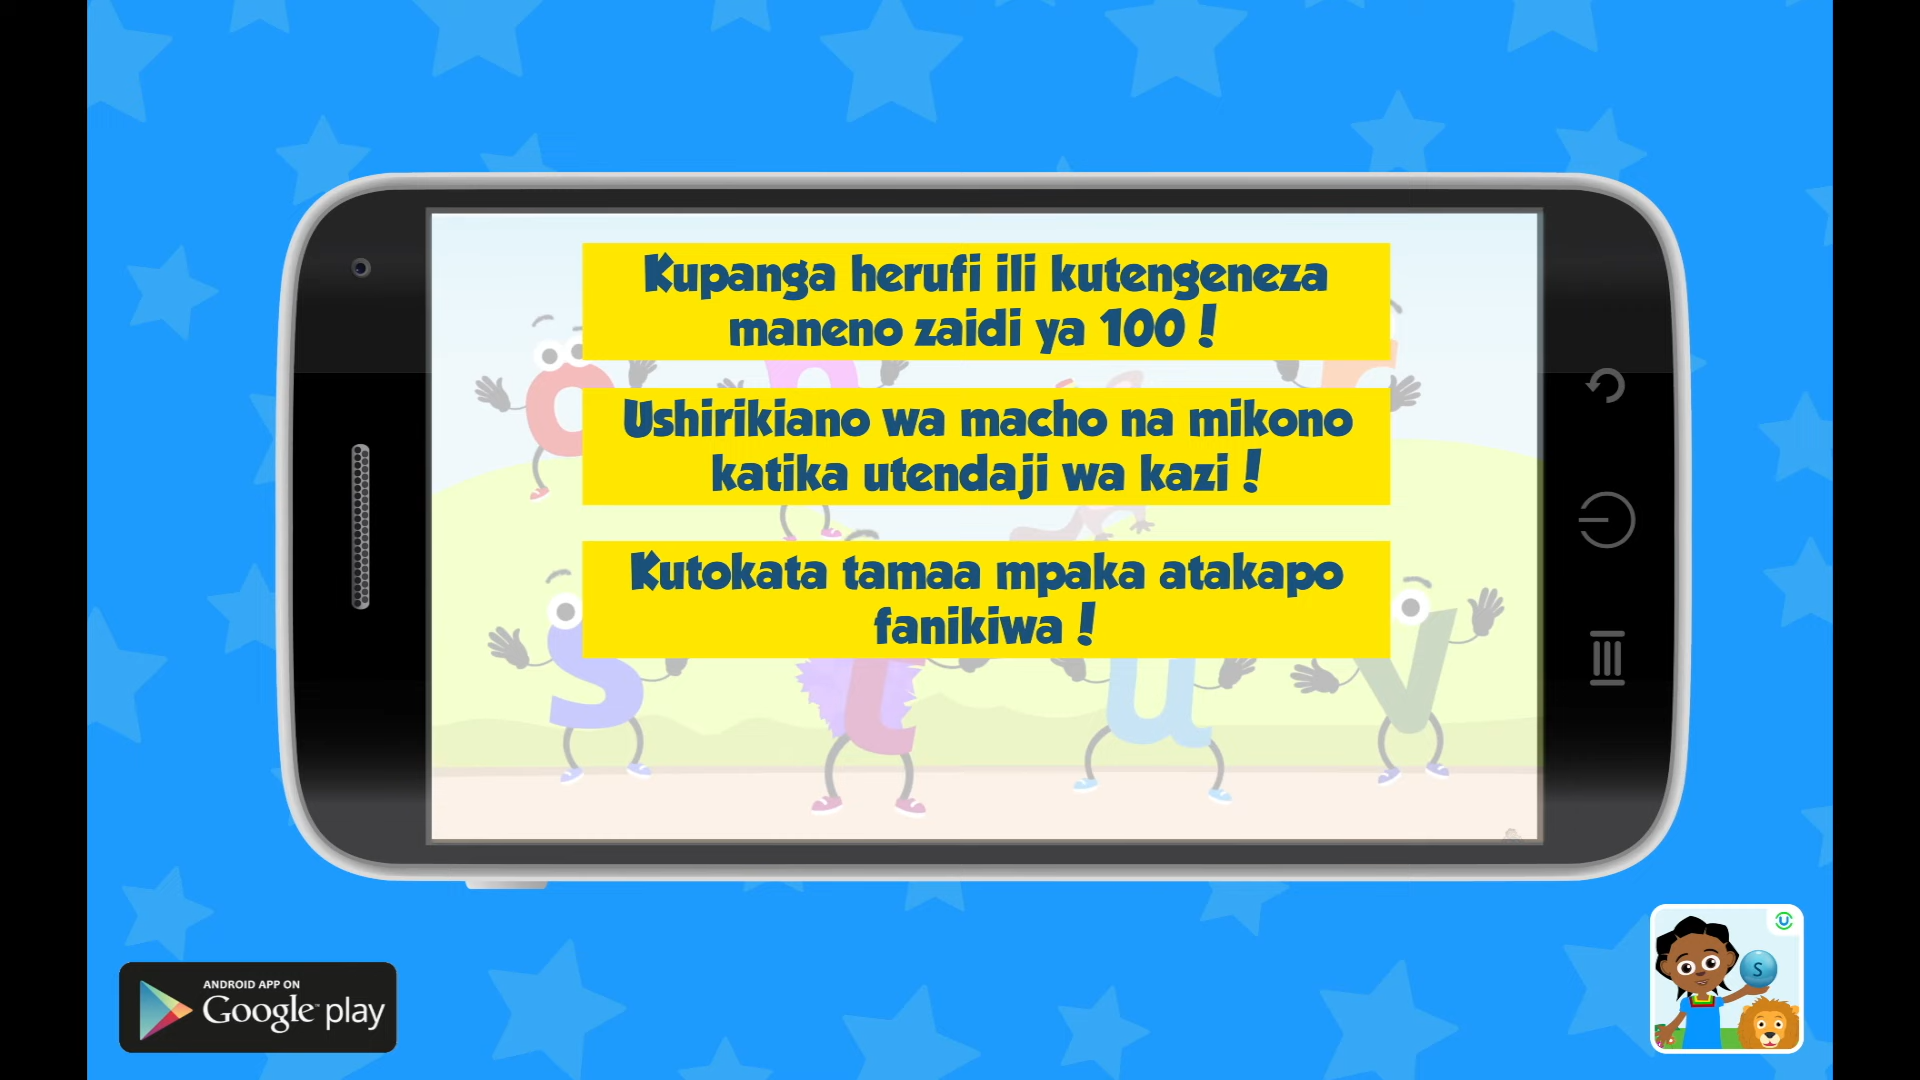 Kupanga herufi ili kutengeneza
maneno zaidi ya 100!
Ushirikiano wa macho na mikono
katika utendaji wa kazi!
Kutokata tamaa mpaka atakapo
fanikiwa!
s
t
u
v
ANDROID APP ON
Google play
S